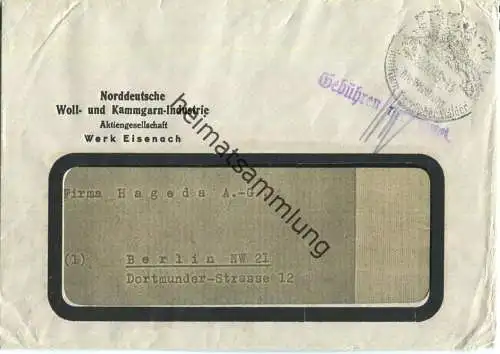 Norddeutsche
Woll- und Kammgarn-Industrie
Aktiengesellschaft
Werk Eisenach
Gebühren
Firma Hageda A.-G.
(1) Berlin NW 21
Dortmunder-Strasse 12
heimatsammlung